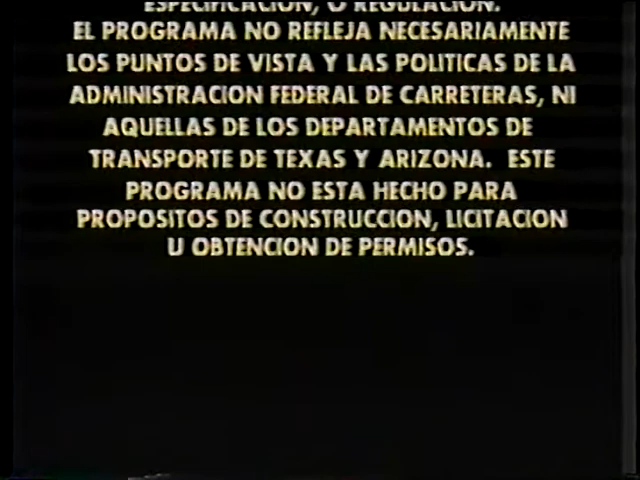 ESPECIFICACION, O REGULACION.
EL PROGRAMA NO REFLEJA NECESARIAMENTE
LOS PUNTOS DE VISTA Y LAS POLITICAS DE LA
ADMINISTRACION FEDERAL DE CARRETERAS, NI
AQUELLAS DE LOS DEPARTAMENTOS DE
TRANSPORTE DE TEXAS Y ARIZONA. ESTE
PROGRAMA NO ESTA HECHO PARA
PROPOSITOS DE CONSTRUCCION, LICITACION
U OBTENCION DE PERMISOS.